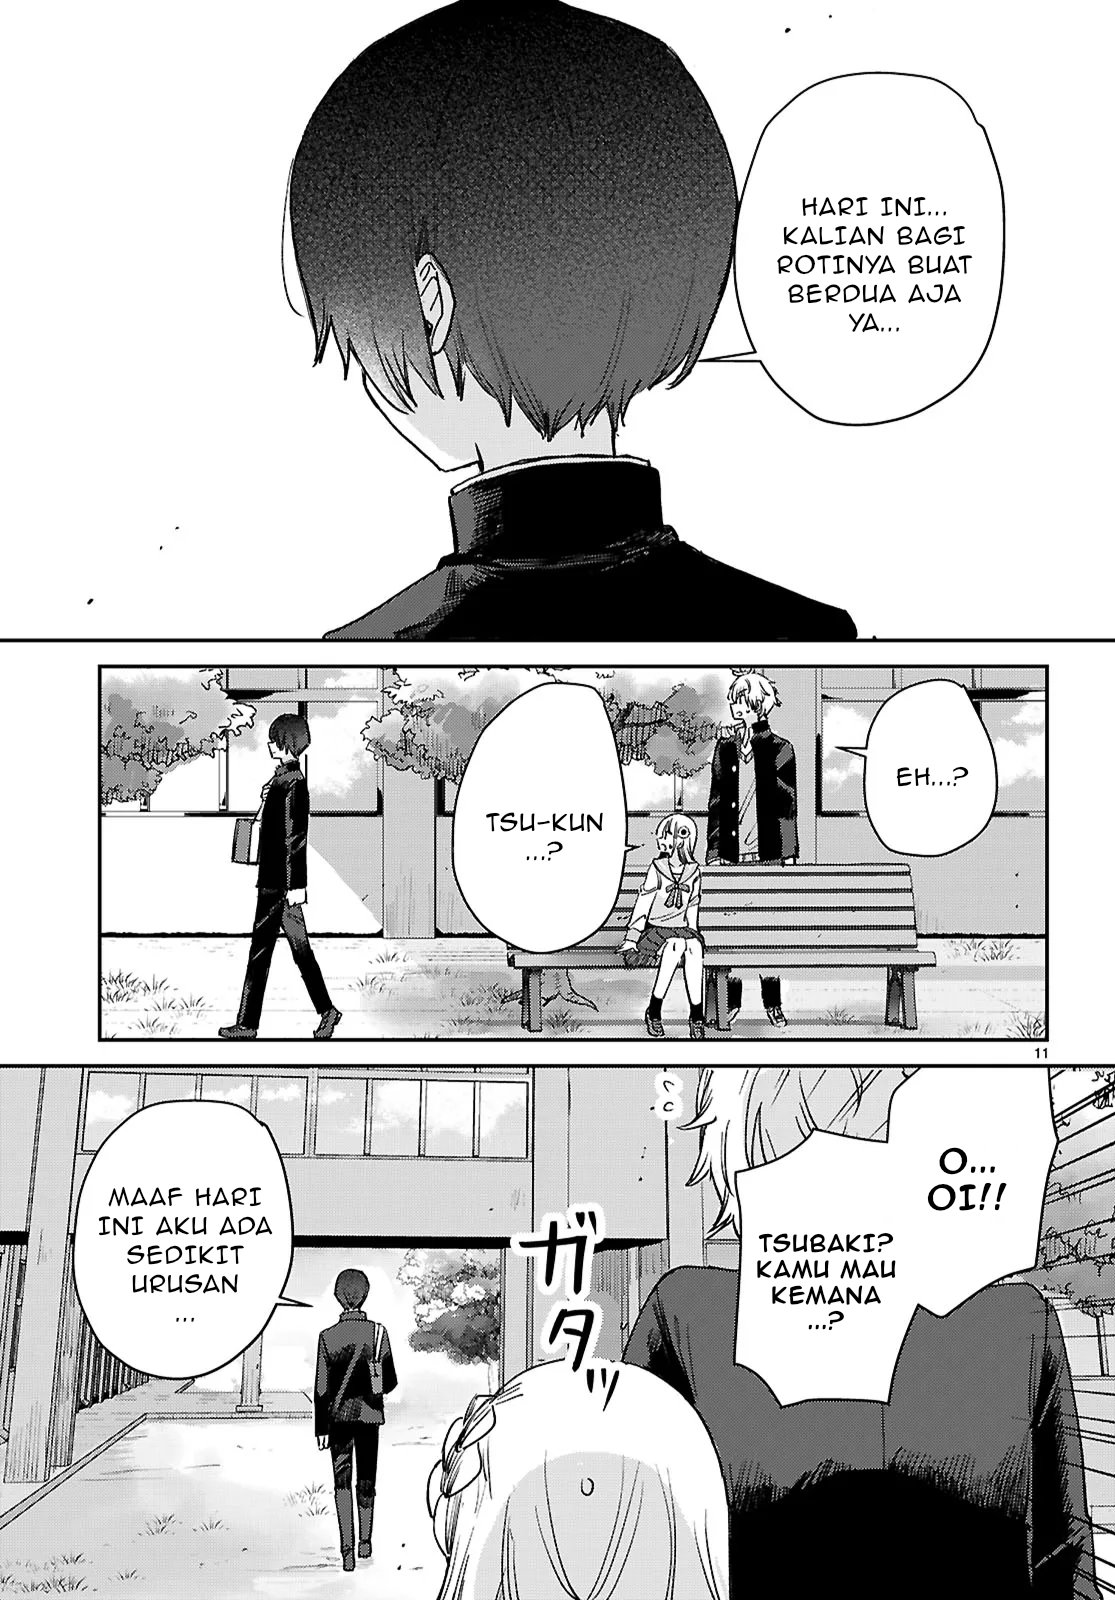 HARI INI...
KALIAN BAGI
ROTINYA BUAT
BERDUA AJA
YA...
EH...?
TSU-KUN
...?
11
O...
OI!!
TSUBAKI?
KAMU MAU
KEMANA
...?
ガタッ
MAAF HARI
INI AKU ADA
SEDIKIT
URUSAN
...